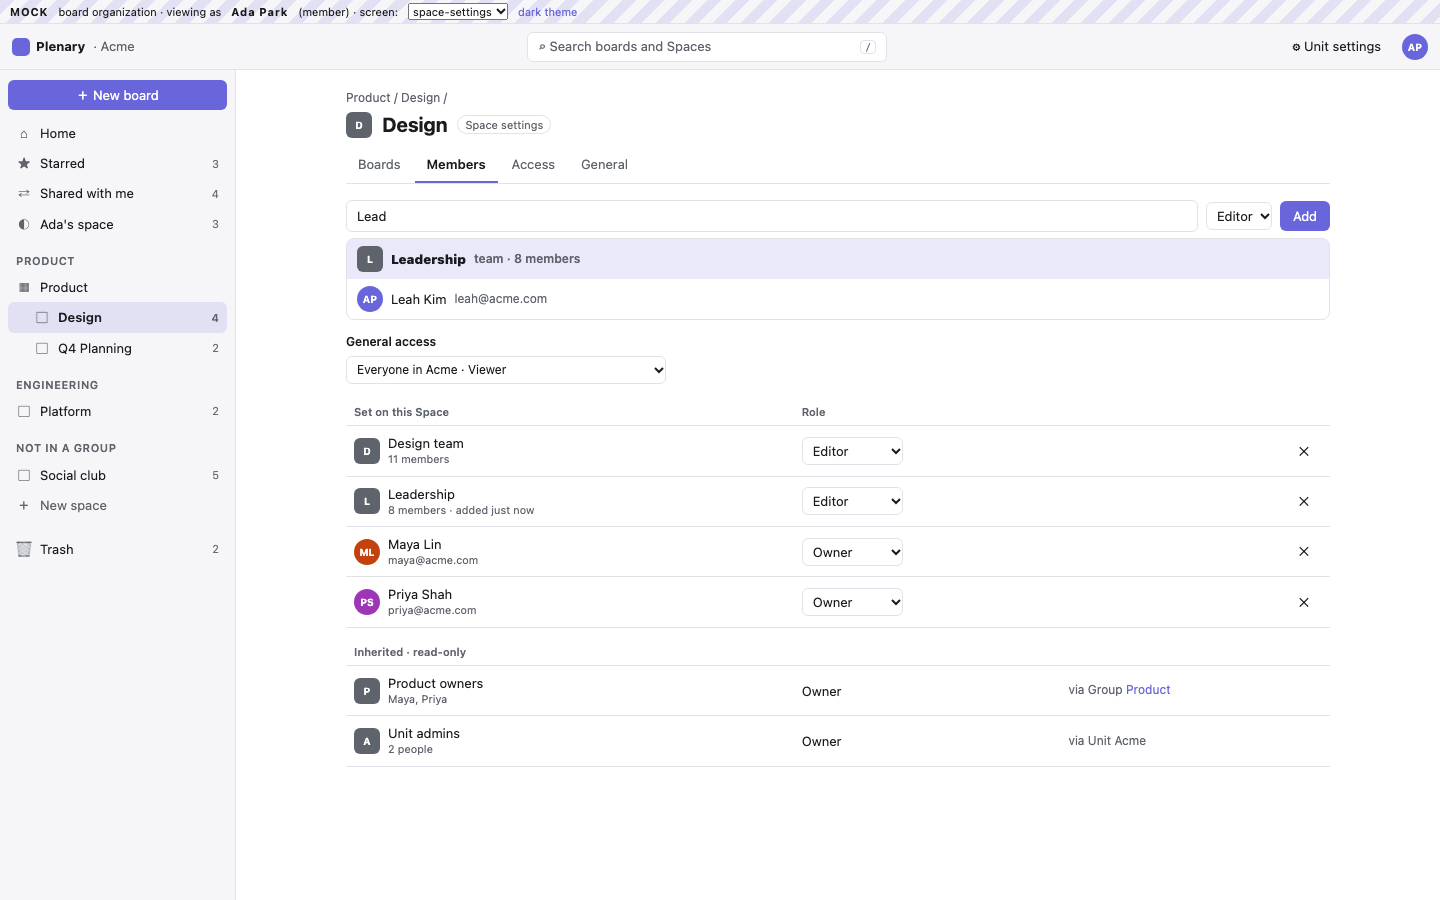 MOCK board organization · viewing as Ada Park (member) · screen: space-settings dark theme
Plenary · Acme
Search boards and Spaces /
Unit settings
AP
+ New board
Home
Starred 3
Shared with me 4
Ada's space 3
PRODUCT
Product
Design 4
Q4 Planning 2
ENGINEERING
Platform 2
NOT IN A GROUP
Social club 5
+ New space
Trash 2
Product / Design /
D Design Space settings
Boards Members Access General
Lead Editor Add
L Leadership team · 8 members
AP Leah Kim leah@acme.com
General access
Everyone in Acme · Viewer
Set on this Space Role
D Design team Editor ×
11 members
L Leadership Editor ×
8 members · added just now
ML Maya Lin Owner ×
maya@acme.com
PS Priya Shah Owner ×
priya@acme.com
Inherited · read-only
P Product owners Owner via Group Product
Maya, Priya
A Unit admins Owner via Unit Acme
2 people